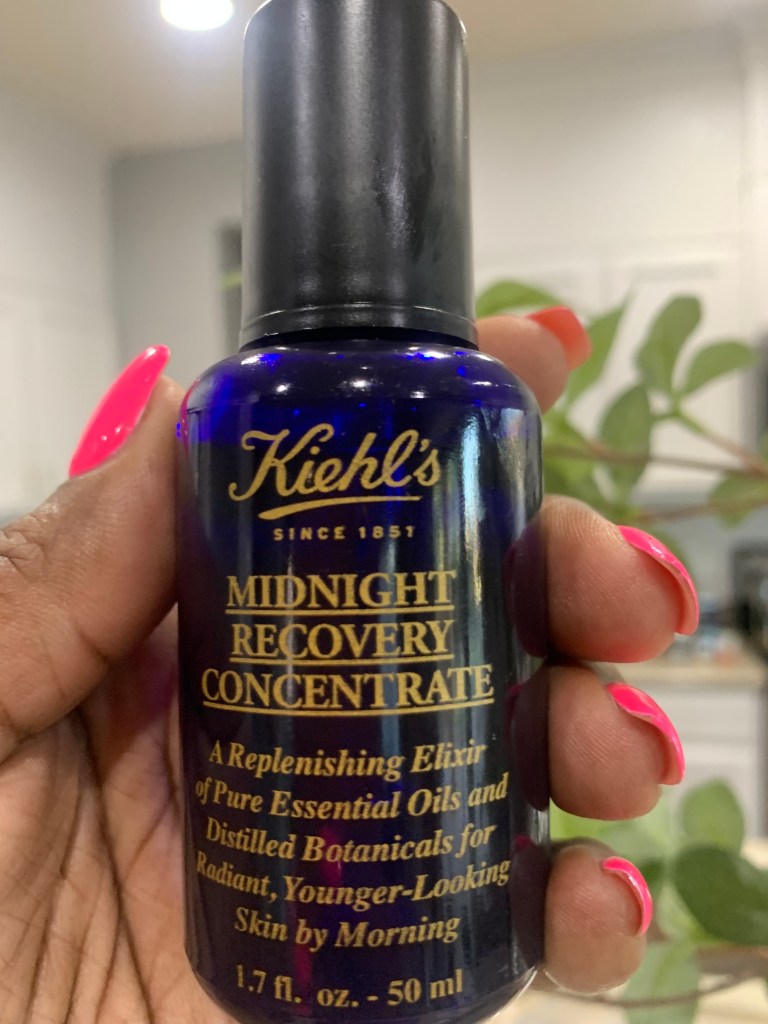 Kiehl's
SINCE 1851
MIDNIGHT
RECOVERY
CONCENTRATE
A Replenishing Elixir
of Pure Essential Oils and
Distilled Botanicals for
Radiant, Younger-Looking
Skin by Morning
1.7 fl. oz. - 50 ml